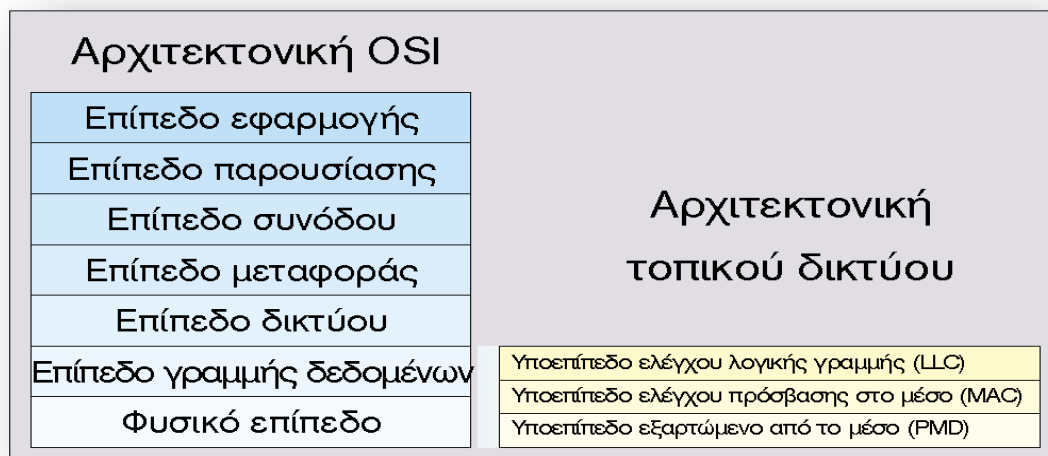 Αρχιτεκτονική OSI
Επίπεδο εφαρμογής
Επίπεδο παρουσίασης
Επίπεδο συνόδου
Επίπεδο μεταφοράς
Επίπεδο δικτύου
Επίπεδο γραμμής δεδομένων
Φυσικό επίπεδο
Αρχιτεκτονική
τοπικού δικτύου
Υποεπίπεδο ελέγχου λογικής γραμμής (LLC)
Υποεπίπεδο ελέγχου πρόσβασης στο μέσο (MAC)
Υποεπίπεδο εξαρτώμενο από το μέσο (PMD)